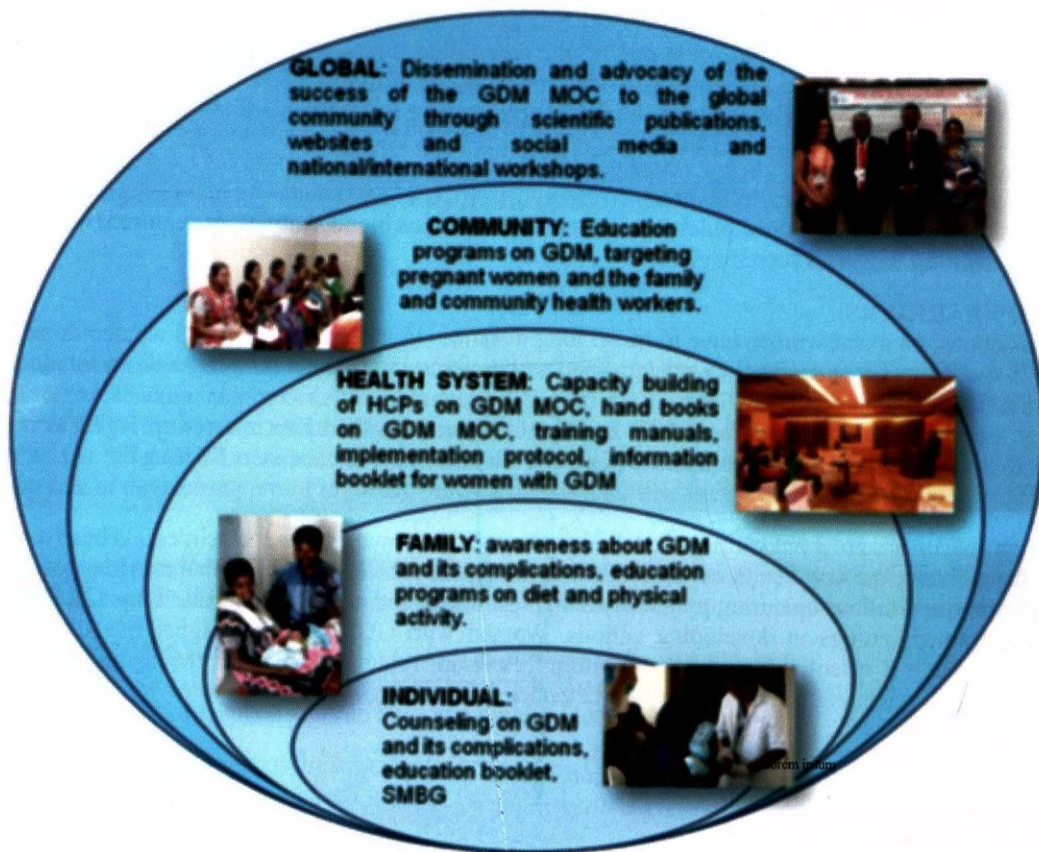 GLOBAL: Dissemination and advocacy of the
success of the GDM MOC to the global
community through scientific publications,
websites and social media and
national/international workshops.
COMMUNITY: Education
programs on GDM, targeting
pregnant women and the family
and community health workers.
HEALTH SYSTEM: Capacity building
of HCPs on GDM MOC, hand books
on GDM MOC, training manuals,
implementation protocol, information
booklet for women with GDM
FAMILY: awareness about GDM
and its complications, education
programs on diet and physical
activity.
INDIVIDUAL:
Counseling on GDM
and its complications,
education booklet,
SMBG